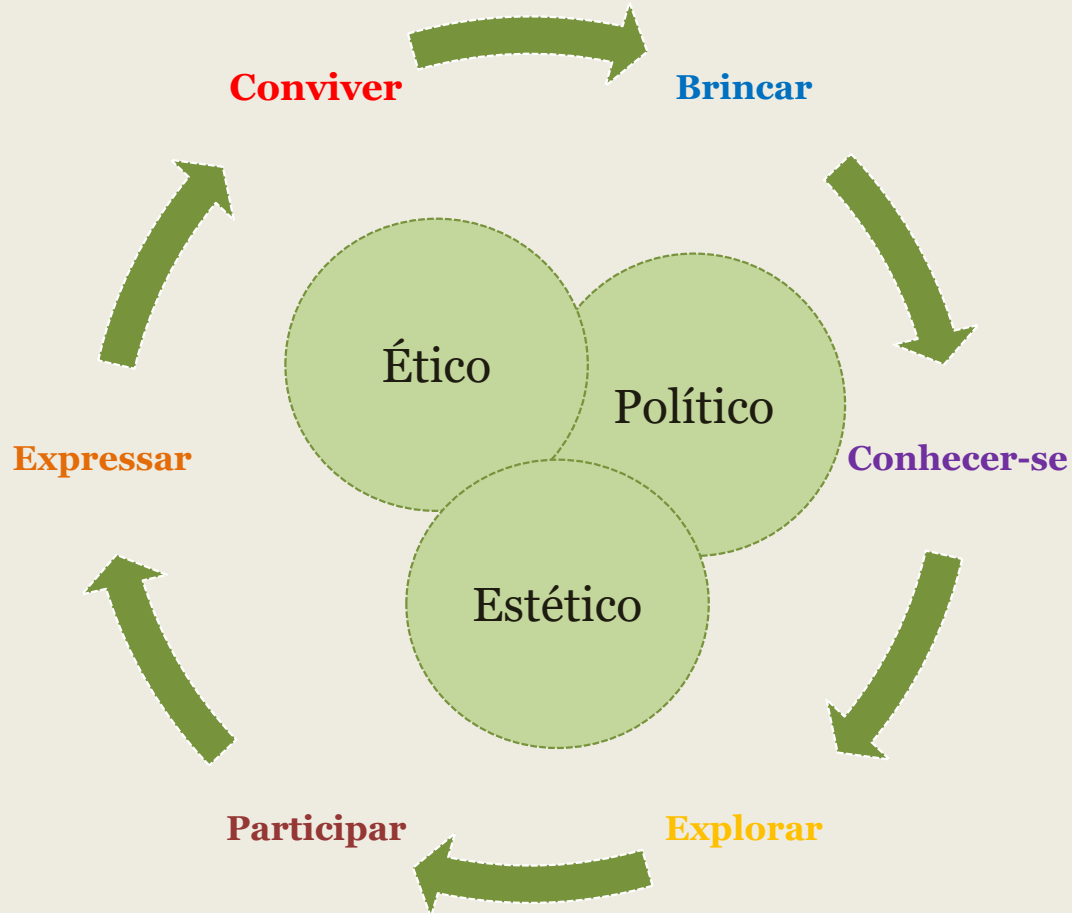 Conviver
Brincar
Ético
Político
Expressar
Conhecer-se
Estético
Participar
Explorar